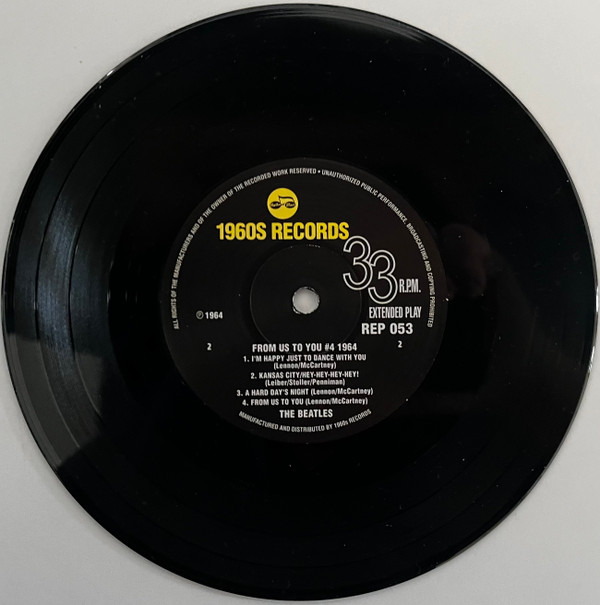 ALL RIGHTS OF THE MANUFACTURERS AND OF THE OWNER OF THE RECORDED WORK RESERVED • UNAUTHORIZED PUBLIC PERFORMANCE, BROADCASTING AND COPYING PROHIBITED
1960S RECORDS
33 R.P.M.
EXTENDED PLAY
REP 053
℗ 1964
2
2
FROM US TO YOU #4 1964
1. I'M HAPPY JUST TO DANCE WITH YOU
(Lennon/McCartney)
2. KANSAS CITY/HEY-HEY-HEY-HEY!
(Leiber/Stoller/Penniman)
3. A HARD DAY'S NIGHT (Lennon/McCartney)
4. FROM US TO YOU (Lennon/McCartney)
THE BEATLES
MANUFACTURED AND DISTRIBUTED BY 1960s RECORDS